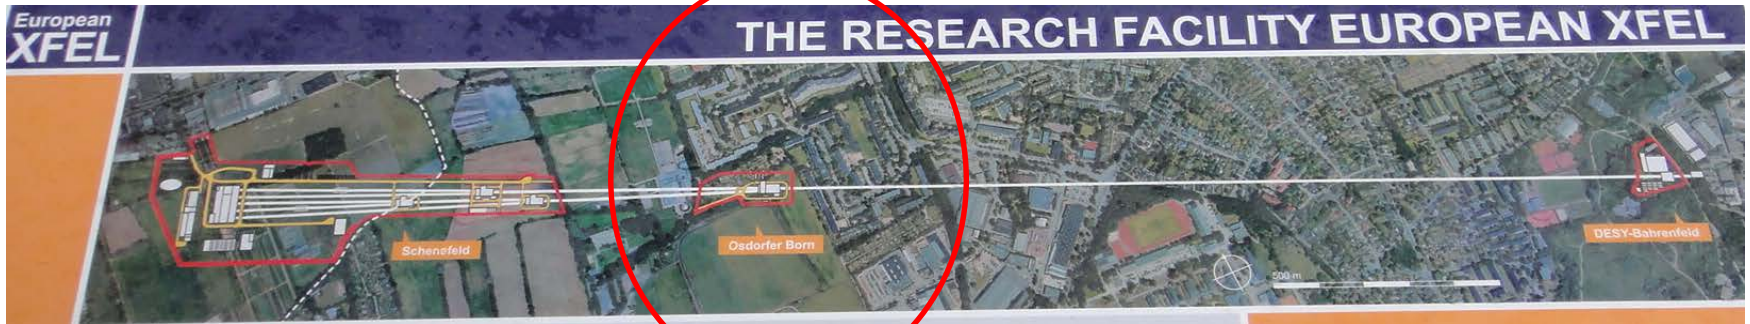 European
XFEL
THE RESEARCH FACILITY EUROPEAN XFEL
Schenefeld
Osdorfer Born
DESY-Bahrenfeld
500 m